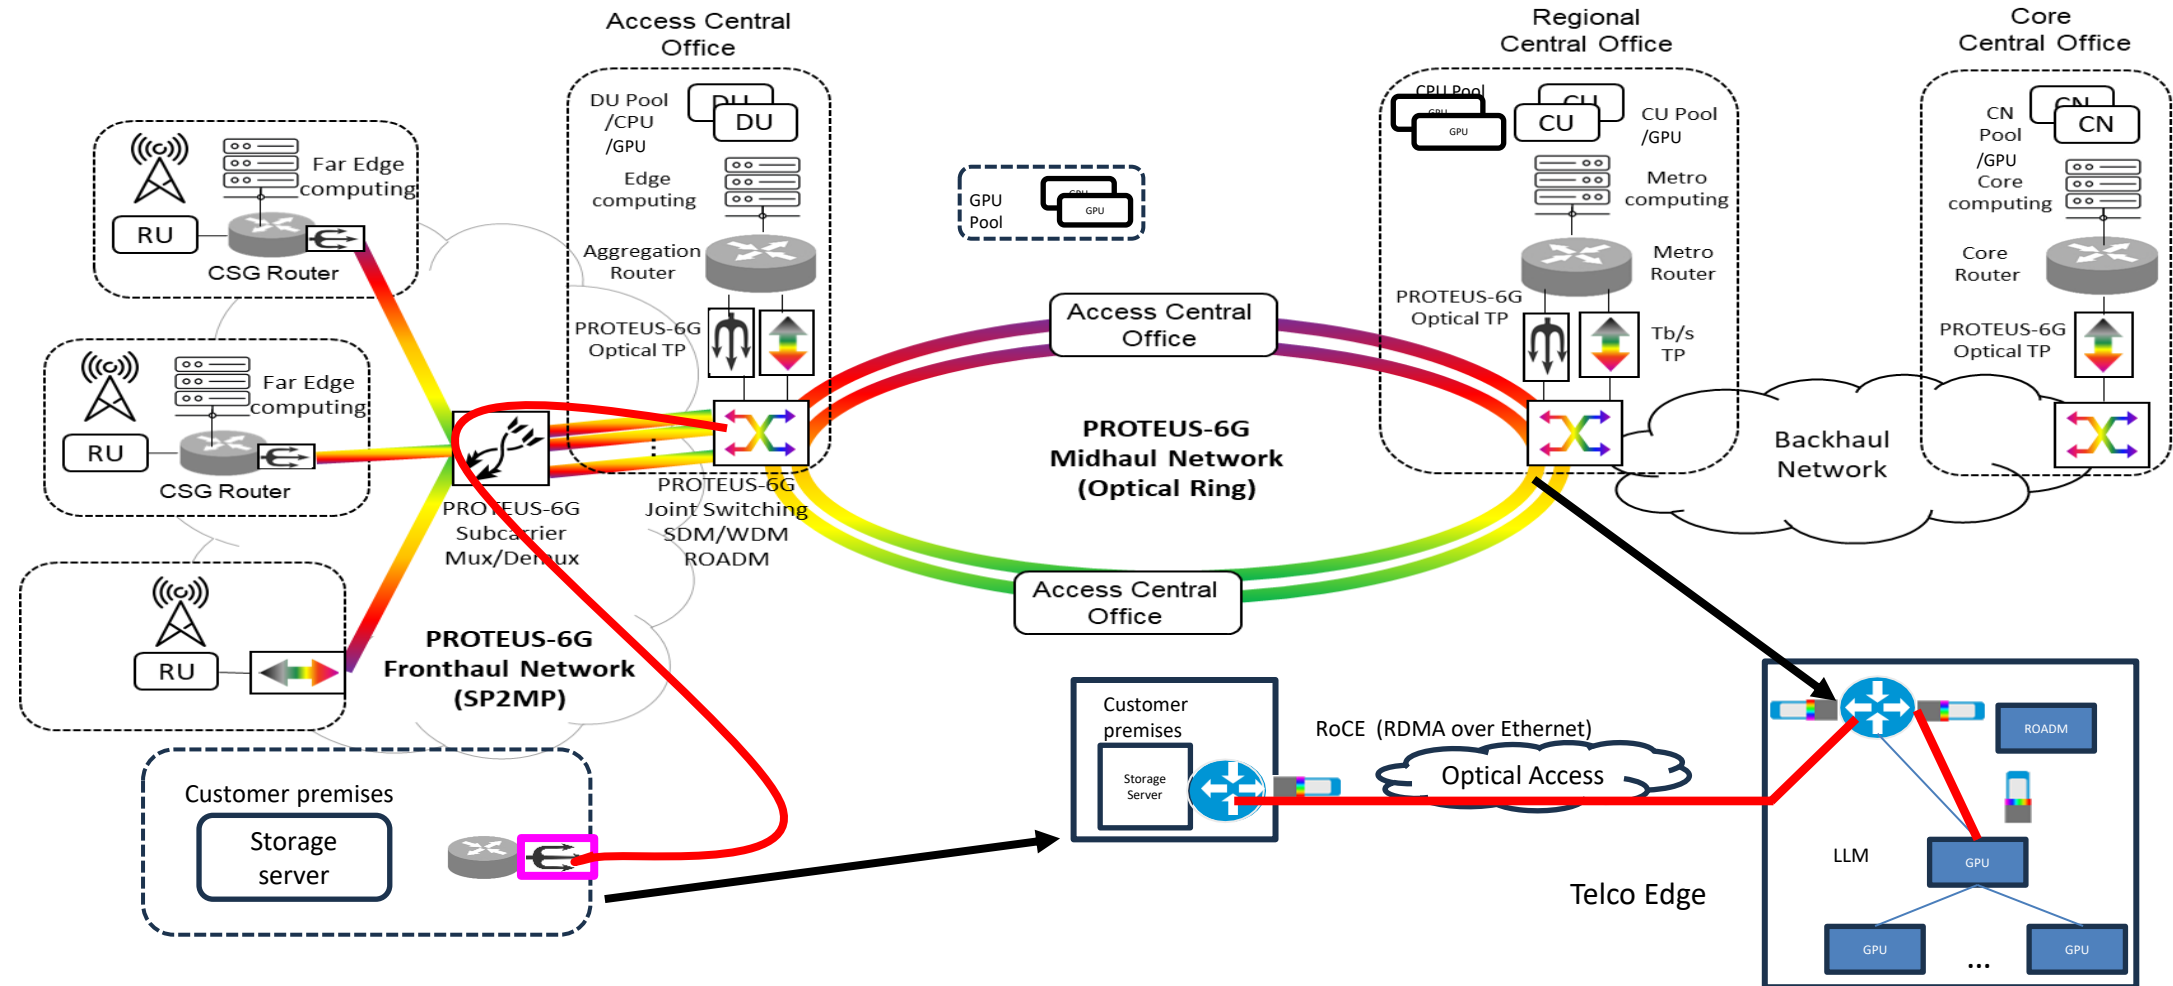 Access Central
Office
Regional
Central Office
Core
Central Office
DU Pool
/CPU
/GPU
DU
DU
Edge
computing
Aggregation
Router
PROTEUS-6G
Optical TP
Far Edge
computing
RU
CSG Router
Far Edge
computing
RU
CSG Router
RU
PROTEUS-6G
Subcarrier
Mux/Demux
PROTEUS-6G
Joint Switching
SDM/WDM
ROADM
PROTEUS-6G
Fronthaul Network
(SP2MP)
GPU
Pool
GPU
GPU
Access Central
Office
PROTEUS-6G
Midhaul Network
(Optical Ring)
Access Central
Office
CPU Pool
GPU
GPU
CU
CU
CU Pool
/GPU
Metro
computing
Metro
Router
PROTEUS-6G
Optical TP
Tb/s
TP
CN
Pool
/GPU
CN
CN
Core
computing
Core
Router
PROTEUS-6G
Optical TP
Backhaul
Network
Customer premises
Storage
server
Customer
premises
Storage
Server
RoCE (RDMA over Ethernet)
Optical Access
Telco Edge
ROADM
LLM
GPU
GPU
...
GPU